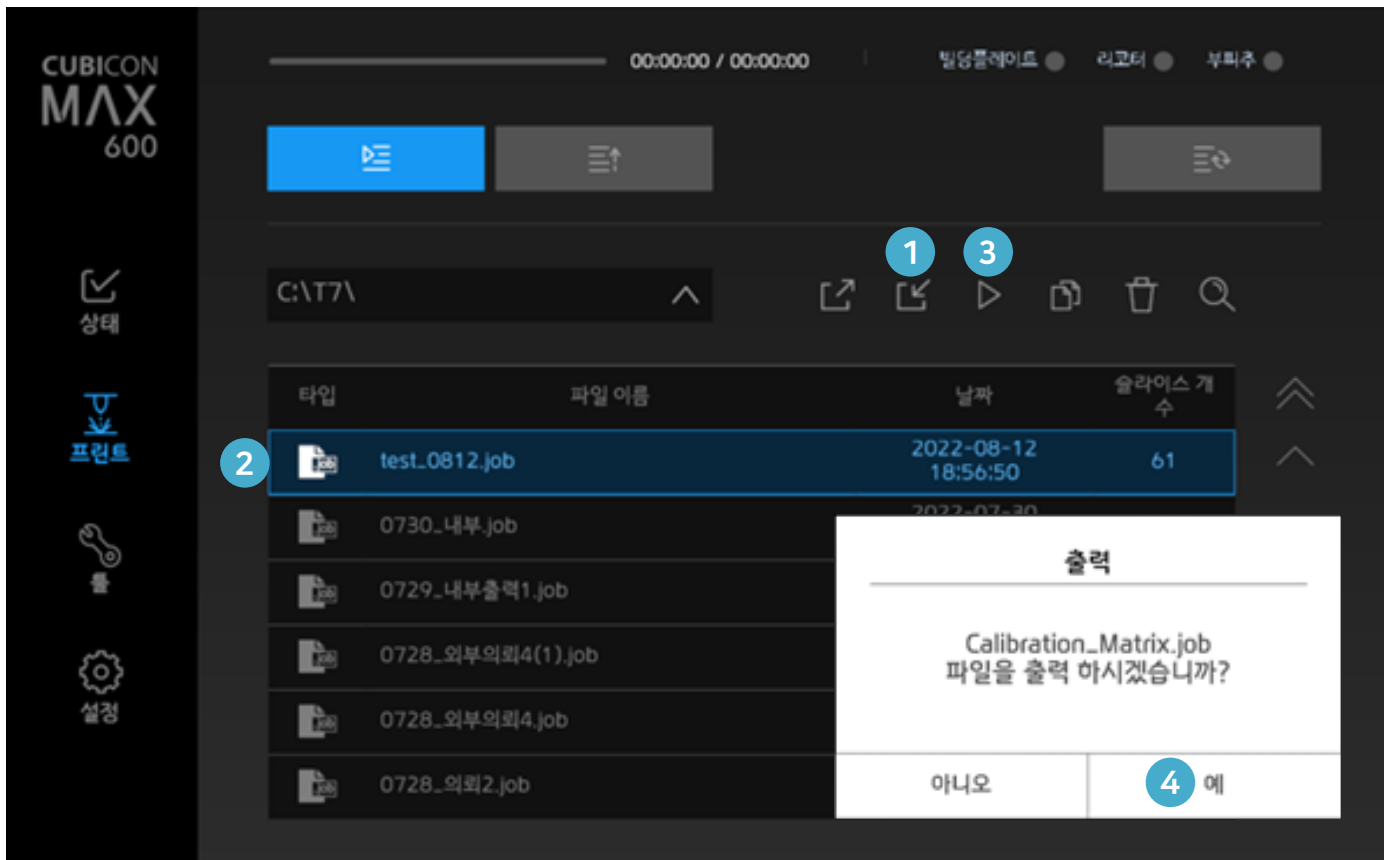 CUBICON
MAX
600
00:00:00 / 00:00:00
빌딩플레이트
리코터
부피추
1
3
C:\T7\
상태
프린트
툴
설정
타입
파일 이름
날짜
슬라이스 개
수
2
test_0812.job
2022-08-12
18:56:50
61
0730_내부.job
2022-07-30
0729_내부출력1.job
0728_외부의뢰4(1).job
0728_외부의뢰4.job
0728_의뢰2.job
출력
Calibration_Matrix.job
파일을 출력 하시겠습니까?
아니오
4
예